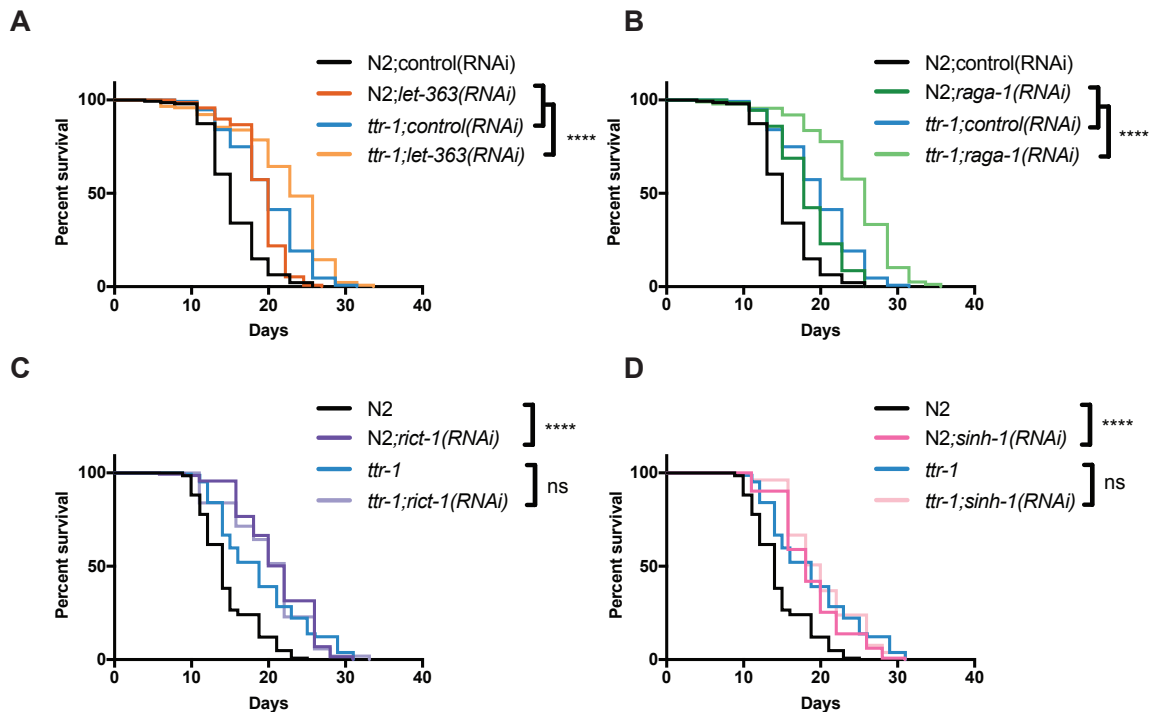 A
N2;control(RNAi)
N2;let-363(RNAi)
ttr-1;control(RNAi)
ttr-1;let-363(RNAi)
****
Percent survival
100
50
0
0 10 20 30 40
Days
B
N2;control(RNAi)
N2;raga-1(RNAi)
ttr-1;control(RNAi)
ttr-1;raga-1(RNAi)
****
Percent survival
100
50
0
0 10 20 30 40
Days
C
N2
N2;rict-1(RNAi)
ttr-1
ttr-1;rict-1(RNAi)
****
ns
Percent survival
100
50
0
0 10 20 30 40
Days
D
N2
N2;sinh-1(RNAi)
ttr-1
ttr-1;sinh-1(RNAi)
****
ns
Percent survival
100
50
0
0 10 20 30 40
Days